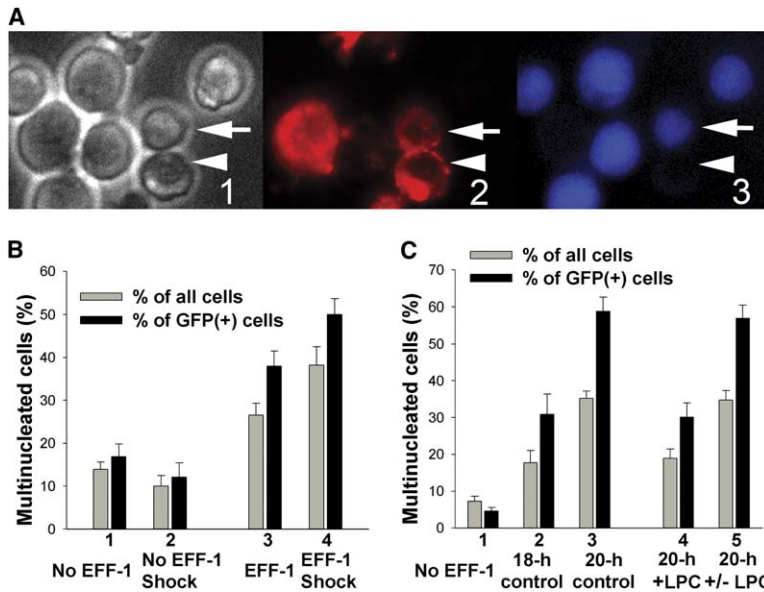 A
1 2 3
B
Multinucleated cells (%)
60
50
40
30
20
10
0
% of all cells
% of GFP(+) cells
1 2 3 4
No EFF-1 No EFF-1 EFF-1 EFF-1
Shock Shock
C
Multinucleated cells (%)
70
60
50
40
30
20
10
0
% of all cells
% of GFP(+) cells
1 2 3 4 5
No EFF-1 18-h 20-h 20-h 20-h
control control +LPC +/- LPC